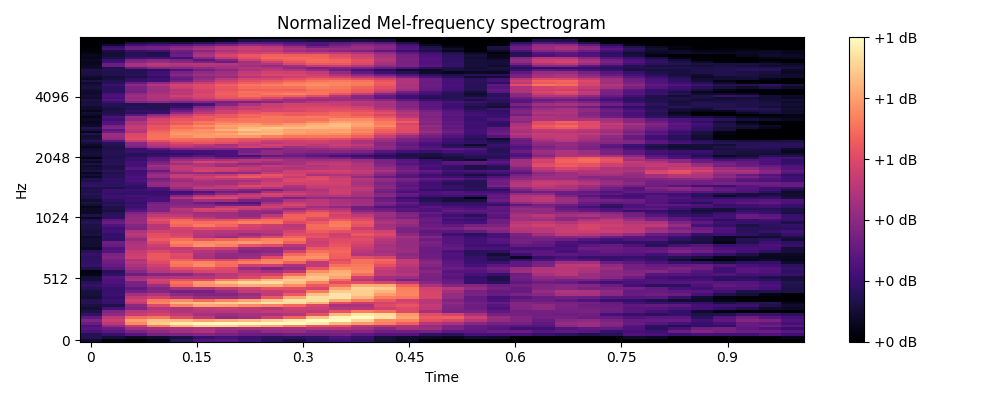 Normalized Mel-frequency spectrogram
Hz
4096
2048
1024
512
0
0 0.15 0.3 0.45 0.6 0.75 0.9
Time
+1 dB
+1 dB
+1 dB
+0 dB
+0 dB
+0 dB